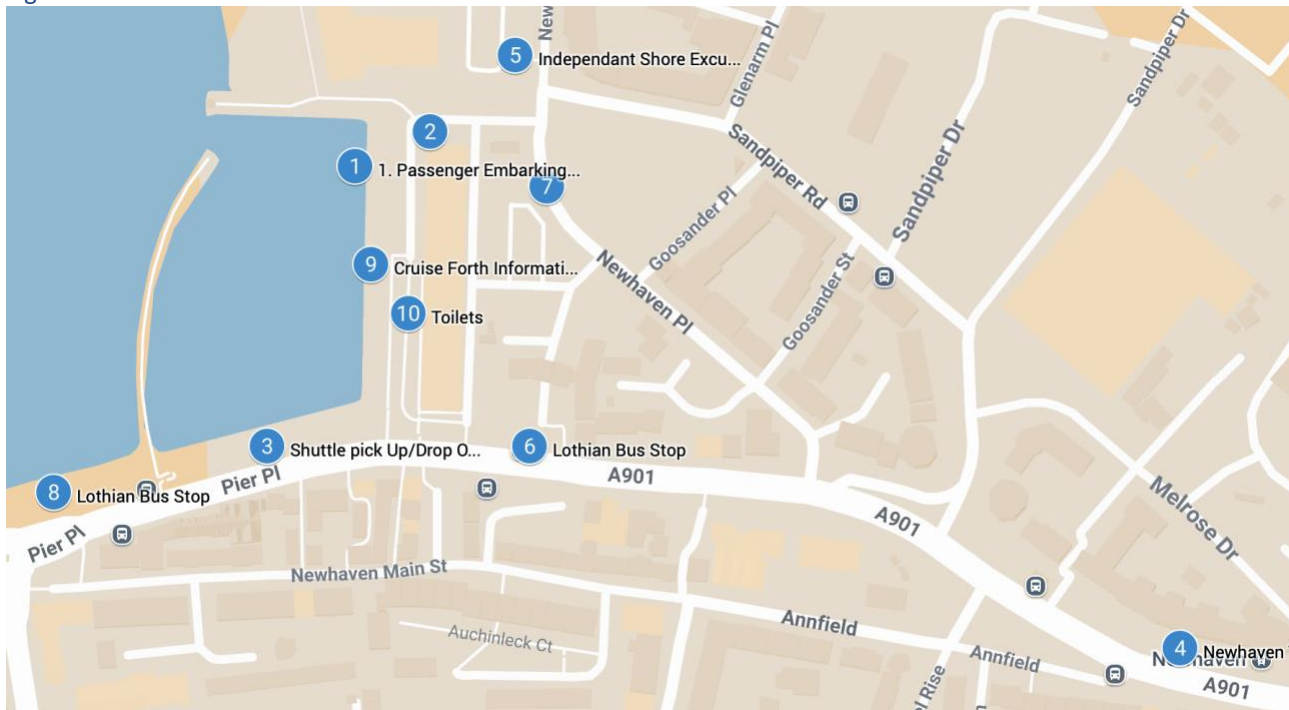 New
5 Independant Shore Excu...
Glenarm Pl
Sandpiper Dr
2
1 1. Passenger Embarking...
7
Sandpiper Rd
Sandpiper Dr
Goosander Pl
9 Cruise Forth Informati...
Newhaven Pl
Goosander St
10 Toilets
3 Shuttle pick Up/Drop O...
6 Lothian Bus Stop
A901
8 Lothian Bus Stop
Pier Pl
Pier Pl
A901
Melrose Dr
Newhaven Main St
Auchinleck Ct
Annfield
Annfield
4 Newhaven
A901
el Rise